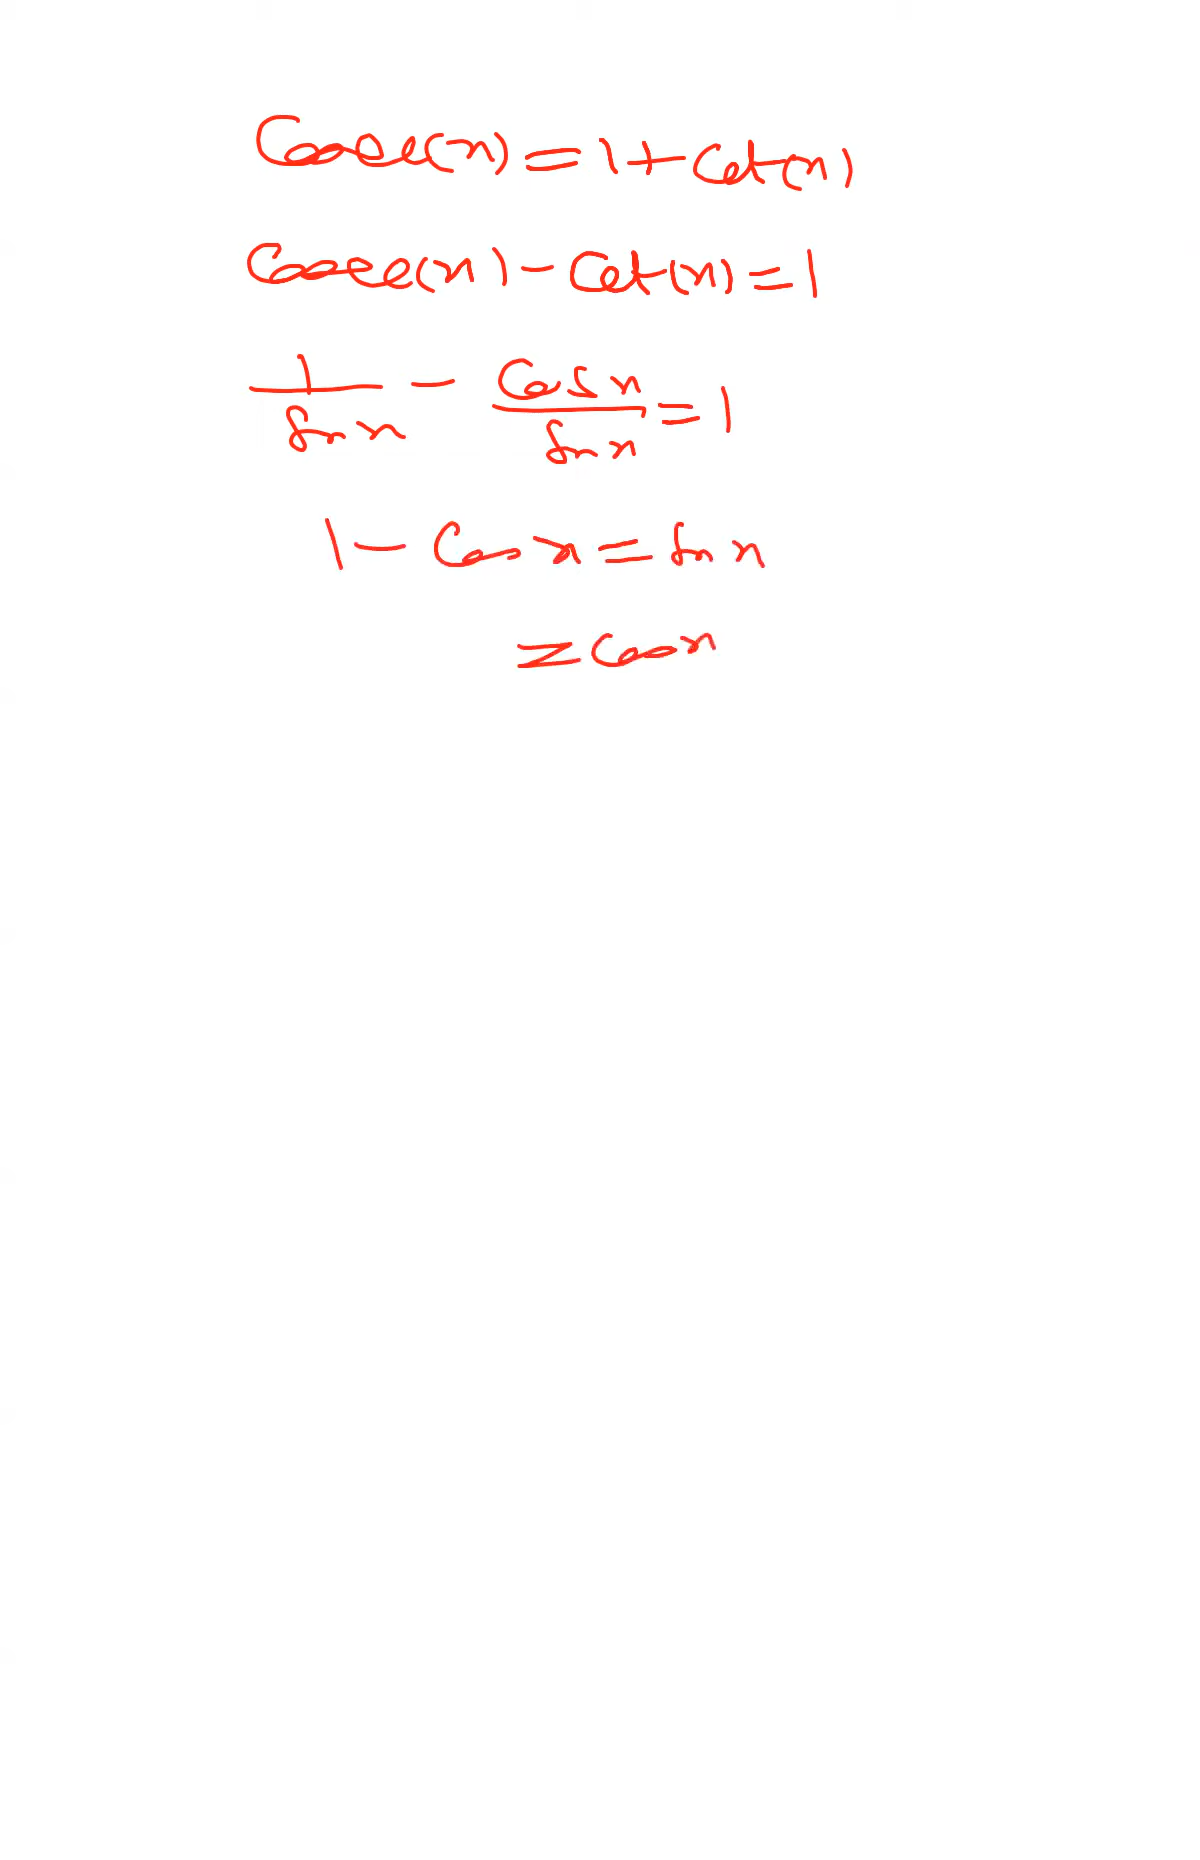 Cosec(x) = 1 + Cot(x)
Cosec(x) - Cot(x) = 1
1/Sin x - Cos x/Sin x = 1
1 - Cos x = Sin x
= Cos x